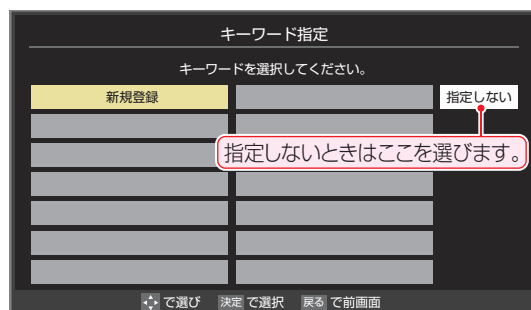 キーワード指定
キーワードを選択してください。
新規登録
指定しない
指定しないときはここを選びます。
で選び 決定 で選択 戻る で前画面